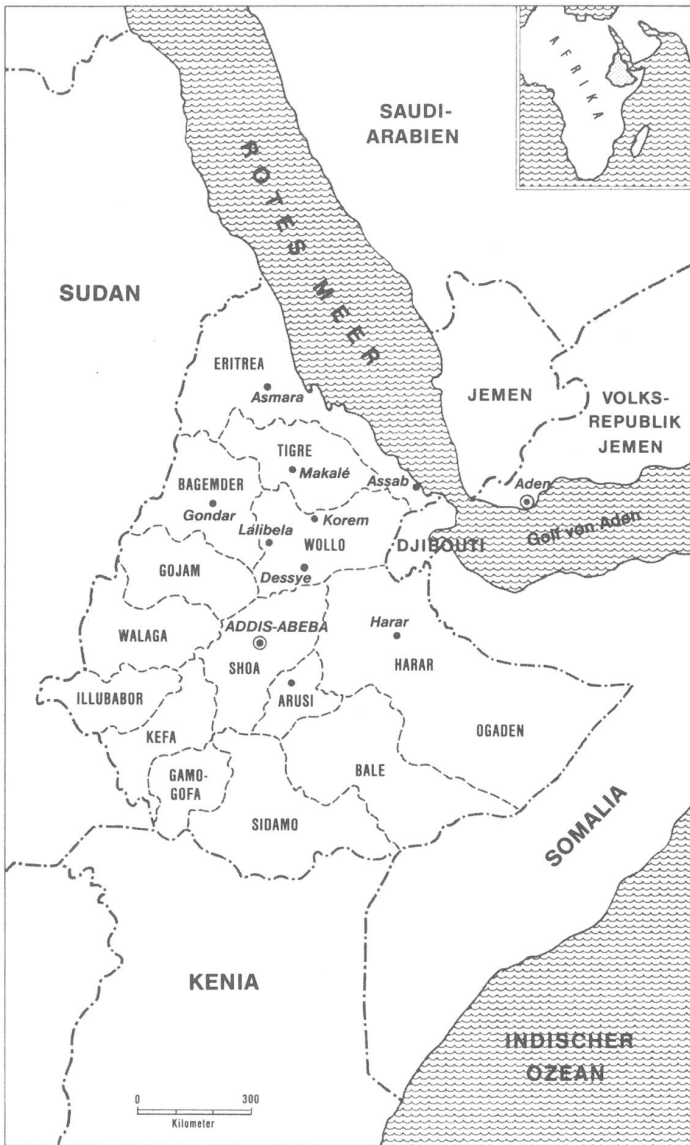 AFRIKA
SAUDI-
ARABIEN
ROTES MEER
SUDAN
ERITREA
Asmara
JEMEN
VOLKS-
REPUBLIK
JEMEN
TIGRE
Makalé
Assab
Aden
BAGEMDER
Gondar
Korem
Lalibela
WOLLO
DJIBOUTI
Golf von Aden
GOJAM
Dessye
WALAGA
ADDIS-ABEBA
Harar
SHOA
HARAR
ILLUBABOR
ARUSI
KEFA
OGADEN
GAMO-
GOFA
BALE
SIDAMO
SOMALIA
KENIA
INDISCHER
OZEAN
0 300
Kilometer